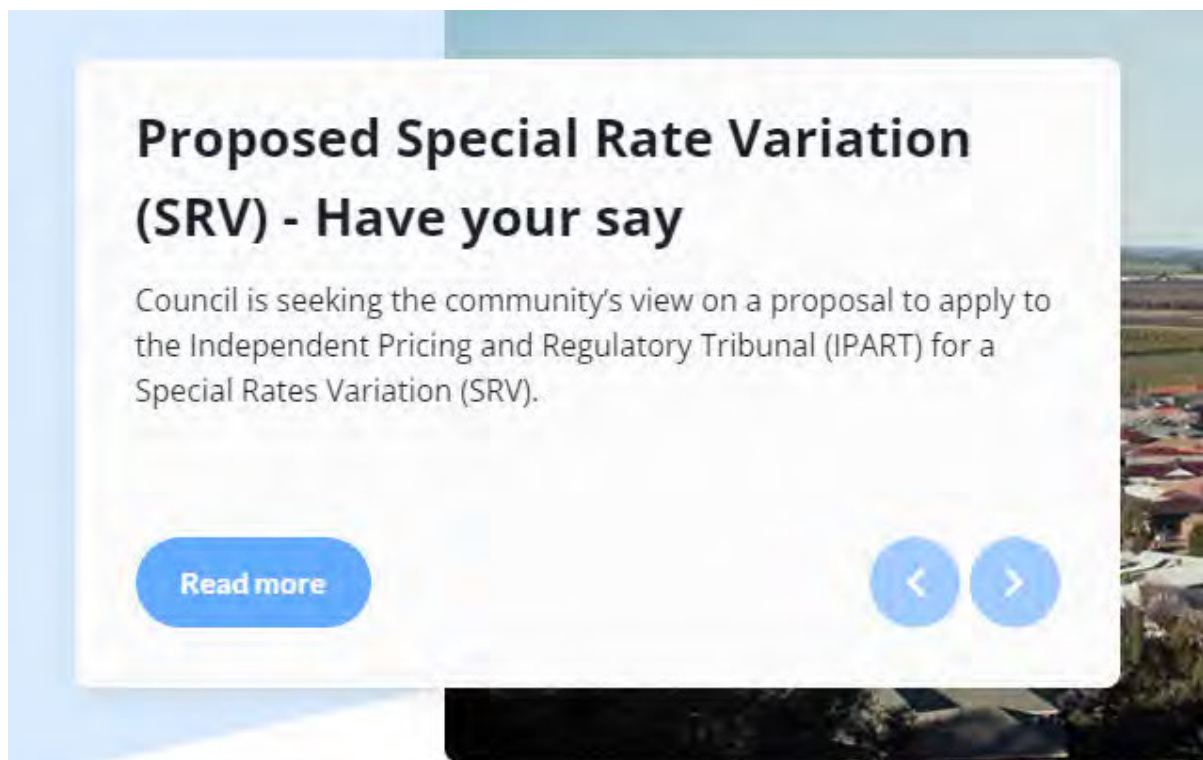 Proposed Special Rate Variation
(SRV) - Have your say
Council is seeking the community’s view on a proposal to apply to
the Independent Pricing and Regulatory Tribunal (IPART) for a
Special Rates Variation (SRV).
Read more